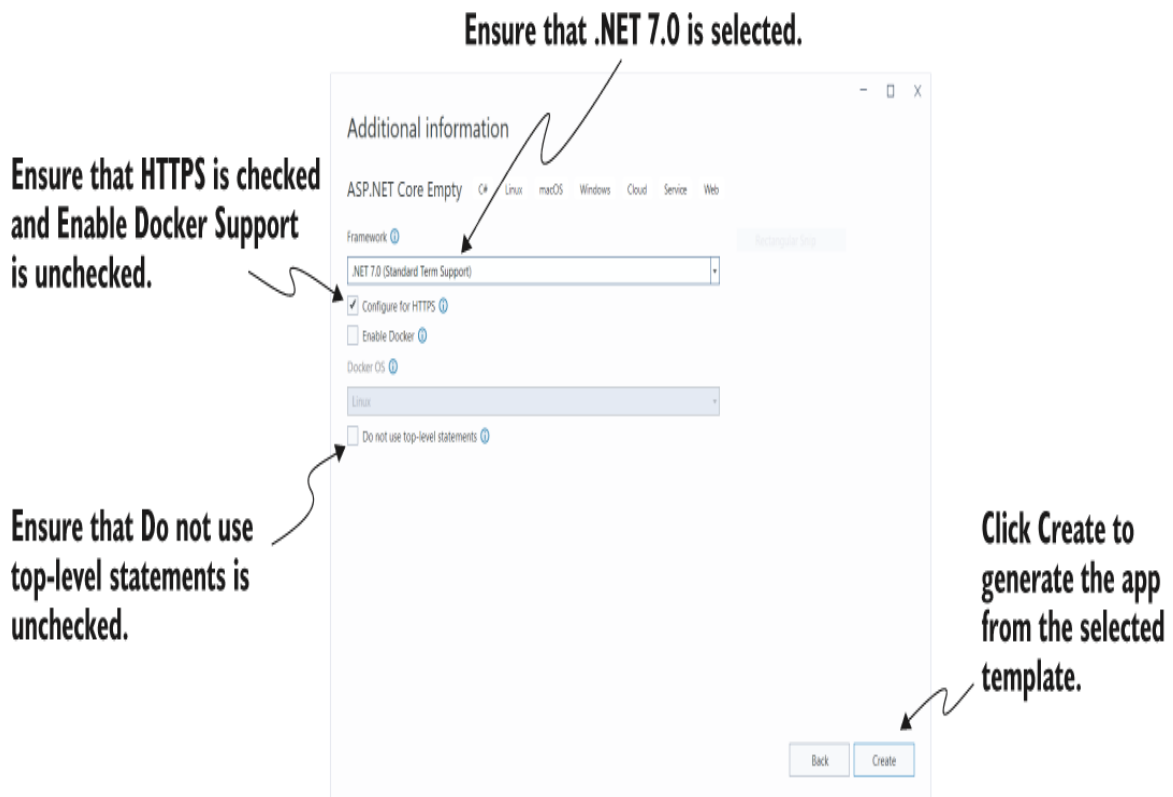 Ensure that .NET 7.0 is selected.
Additional information
Ensure that HTTPS is checked
and Enable Docker Support
is unchecked.
ASP.NET Core Empty C# Linux macOS Windows Cloud Service Web
Framework
Rectangular Snip
.NET 7.0 (Standard Term Support)
Configure for HTTPS
Enable Docker
Docker OS
Linux
Do not use top-level statements
Ensure that Do not use
top-level statements is
unchecked.
Click Create to
generate the app
from the selected
template.
Back Create